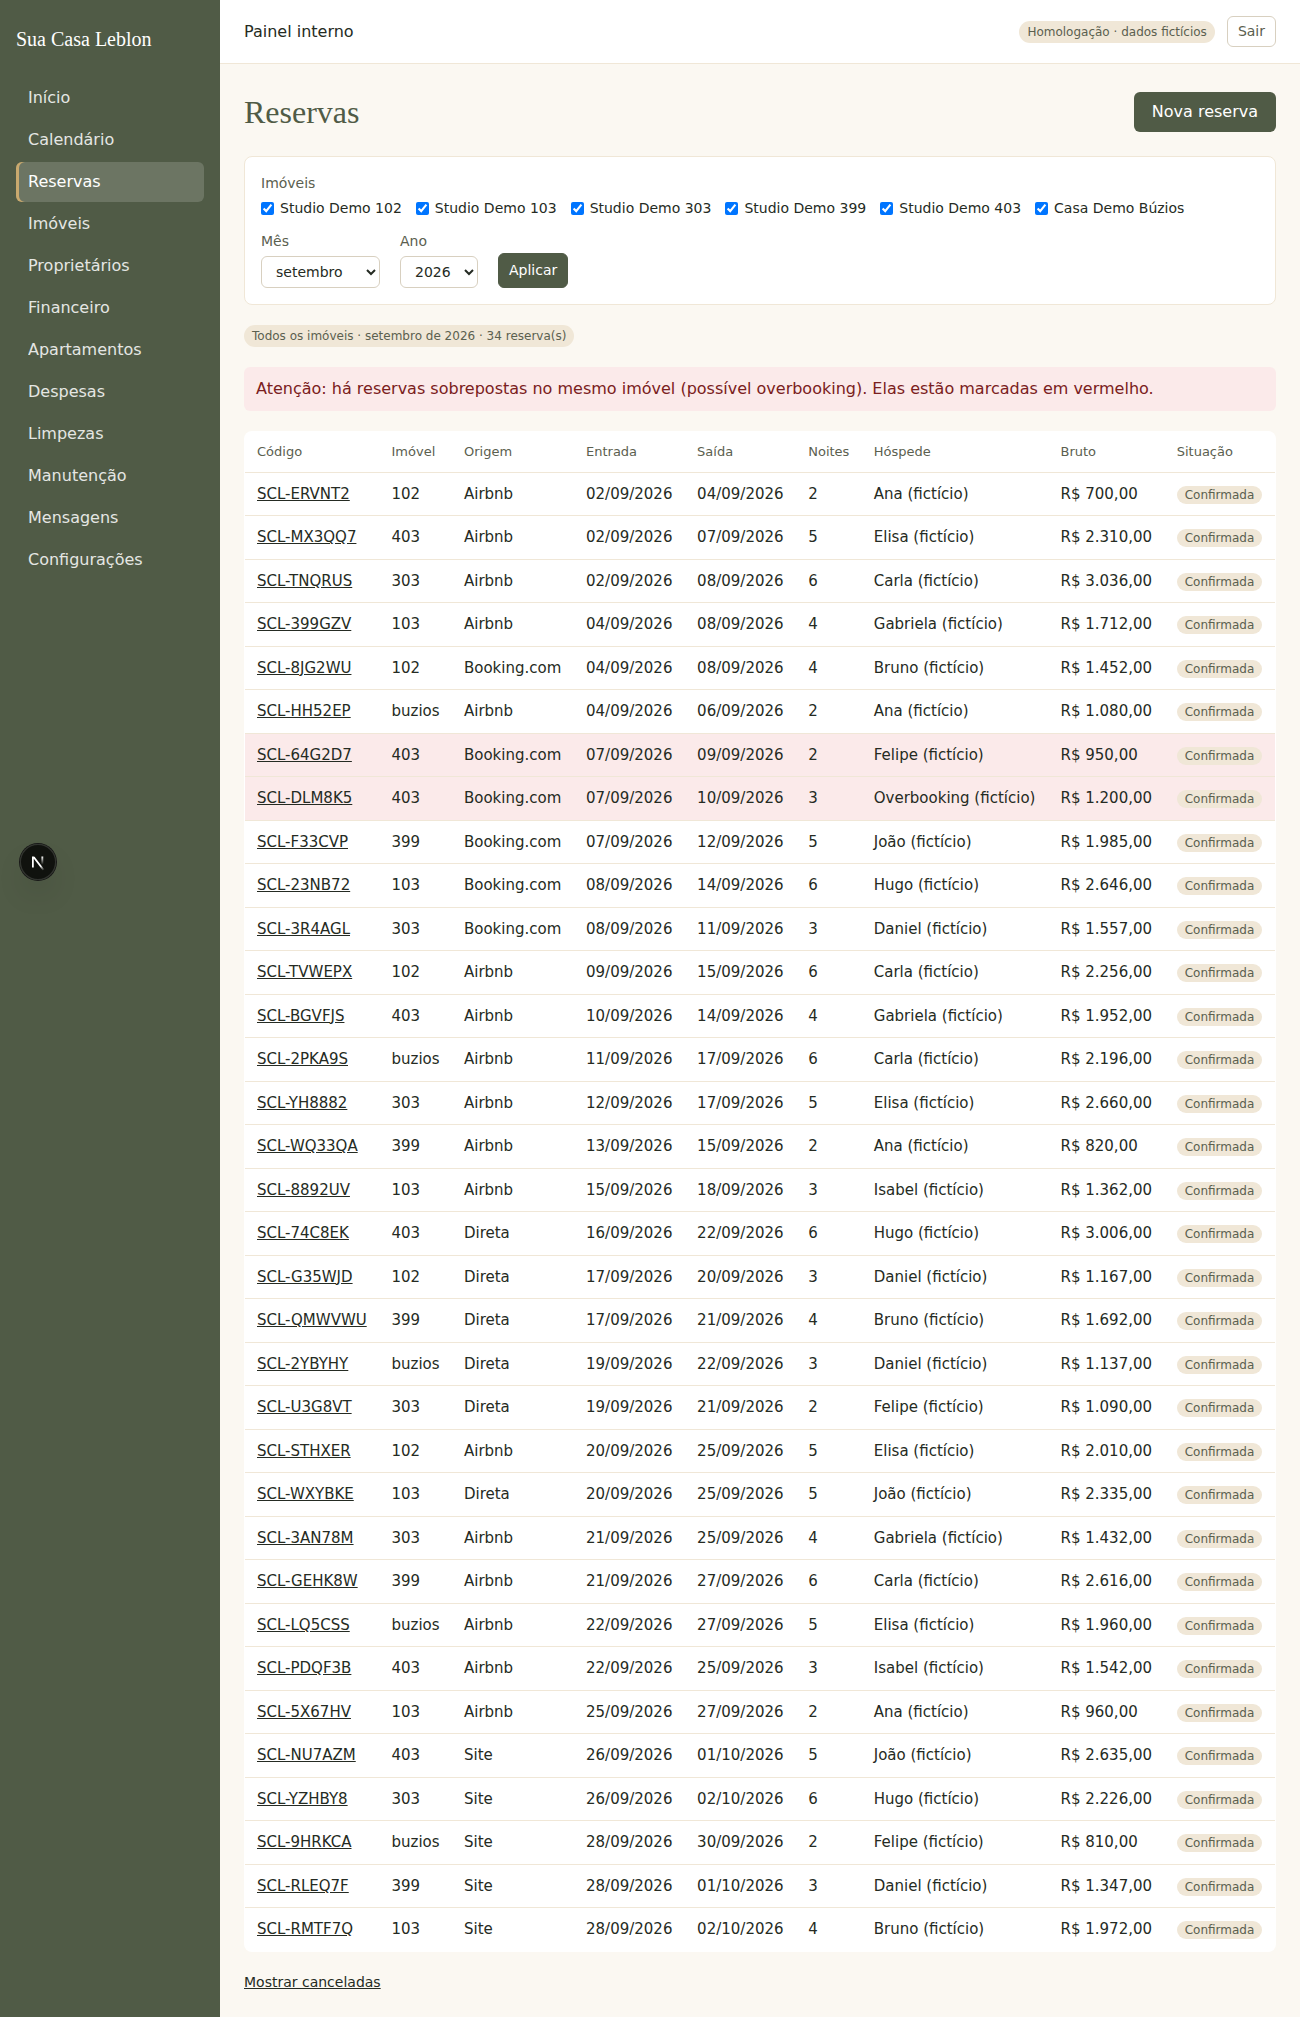 Sua Casa Leblon
Início
Calendário
Reservas
Imóveis
Proprietários
Financeiro
Apartamentos
Despesas
Limpezas
Manutenção
Mensagens
Configurações
N
Painel interno
Homologação · dados fictícios
Sair
Reservas
Nova reserva
Imóveis
Studio Demo 102 Studio Demo 103 Studio Demo 303 Studio Demo 399 Studio Demo 403 Casa Demo Búzios
Mês Ano
setembro 2026 Aplicar
Todos os imóveis · setembro de 2026 · 34 reserva(s)
Atenção: há reservas sobrepostas no mesmo imóvel (possível overbooking). Elas estão marcadas em vermelho.
Código Imóvel Origem Entrada Saída Noites Hóspede Bruto Situação
SCL-ERVNT2 102 Airbnb 02/09/2026 04/09/2026 2 Ana (fictício) R$ 700,00 Confirmada
SCL-MX3QQ7 403 Airbnb 02/09/2026 07/09/2026 5 Elisa (fictício) R$ 2.310,00 Confirmada
SCL-TNQRUS 303 Airbnb 02/09/2026 08/09/2026 6 Carla (fictício) R$ 3.036,00 Confirmada
SCL-399GZV 103 Airbnb 04/09/2026 08/09/2026 4 Gabriela (fictício) R$ 1.712,00 Confirmada
SCL-8JG2WU 102 Booking.com 04/09/2026 08/09/2026 4 Bruno (fictício) R$ 1.452,00 Confirmada
SCL-HH52EP buzios Airbnb 04/09/2026 06/09/2026 2 Ana (fictício) R$ 1.080,00 Confirmada
SCL-64G2D7 403 Booking.com 07/09/2026 09/09/2026 2 Felipe (fictício) R$ 950,00 Confirmada
SCL-DLM8K5 403 Booking.com 07/09/2026 10/09/2026 3 Overbooking (fictício) R$ 1.200,00 Confirmada
SCL-F33CVP 399 Booking.com 07/09/2026 12/09/2026 5 João (fictício) R$ 1.985,00 Confirmada
SCL-23NB72 103 Booking.com 08/09/2026 14/09/2026 6 Hugo (fictício) R$ 2.646,00 Confirmada
SCL-3R4AGL 303 Booking.com 08/09/2026 11/09/2026 3 Daniel (fictício) R$ 1.557,00 Confirmada
SCL-TVWEPX 102 Airbnb 09/09/2026 15/09/2026 6 Carla (fictício) R$ 2.256,00 Confirmada
SCL-BGVFJS 403 Airbnb 10/09/2026 14/09/2026 4 Gabriela (fictício) R$ 1.952,00 Confirmada
SCL-2PKA9S buzios Airbnb 11/09/2026 17/09/2026 6 Carla (fictício) R$ 2.196,00 Confirmada
SCL-YH8882 303 Airbnb 12/09/2026 17/09/2026 5 Elisa (fictício) R$ 2.660,00 Confirmada
SCL-WQ33QA 399 Airbnb 13/09/2026 15/09/2026 2 Ana (fictício) R$ 820,00 Confirmada
SCL-8892UV 103 Airbnb 15/09/2026 18/09/2026 3 Isabel (fictício) R$ 1.362,00 Confirmada
SCL-74C8EK 403 Direta 16/09/2026 22/09/2026 6 Hugo (fictício) R$ 3.006,00 Confirmada
SCL-G35WJD 102 Direta 17/09/2026 20/09/2026 3 Daniel (fictício) R$ 1.167,00 Confirmada
SCL-QMWVWU 399 Direta 17/09/2026 21/09/2026 4 Bruno (fictício) R$ 1.692,00 Confirmada
SCL-2YBYHY buzios Direta 19/09/2026 22/09/2026 3 Daniel (fictício) R$ 1.137,00 Confirmada
SCL-U3G8VT 303 Direta 19/09/2026 21/09/2026 2 Felipe (fictício) R$ 1.090,00 Confirmada
SCL-STHXER 102 Airbnb 20/09/2026 25/09/2026 5 Elisa (fictício) R$ 2.010,00 Confirmada
SCL-WXYBKE 103 Direta 20/09/2026 25/09/2026 5 João (fictício) R$ 2.335,00 Confirmada
SCL-3AN78M 303 Airbnb 21/09/2026 25/09/2026 4 Gabriela (fictício) R$ 1.432,00 Confirmada
SCL-GEHK8W 399 Airbnb 21/09/2026 27/09/2026 6 Carla (fictício) R$ 2.616,00 Confirmada
SCL-LQ5CSS buzios Airbnb 22/09/2026 27/09/2026 5 Elisa (fictício) R$ 1.960,00 Confirmada
SCL-PDQF3B 403 Airbnb 22/09/2026 25/09/2026 3 Isabel (fictício) R$ 1.542,00 Confirmada
SCL-5X67HV 103 Airbnb 25/09/2026 27/09/2026 2 Ana (fictício) R$ 960,00 Confirmada
SCL-NU7AZM 403 Site 26/09/2026 01/10/2026 5 João (fictício) R$ 2.635,00 Confirmada
SCL-YZHBY8 303 Site 26/09/2026 02/10/2026 6 Hugo (fictício) R$ 2.226,00 Confirmada
SCL-9HRKCA buzios Site 28/09/2026 30/09/2026 2 Felipe (fictício) R$ 810,00 Confirmada
SCL-RLEQ7F 399 Site 28/09/2026 01/10/2026 3 Daniel (fictício) R$ 1.347,00 Confirmada
SCL-RMTF7Q 103 Site 28/09/2026 02/10/2026 4 Bruno (fictício) R$ 1.972,00 Confirmada
Mostrar canceladas